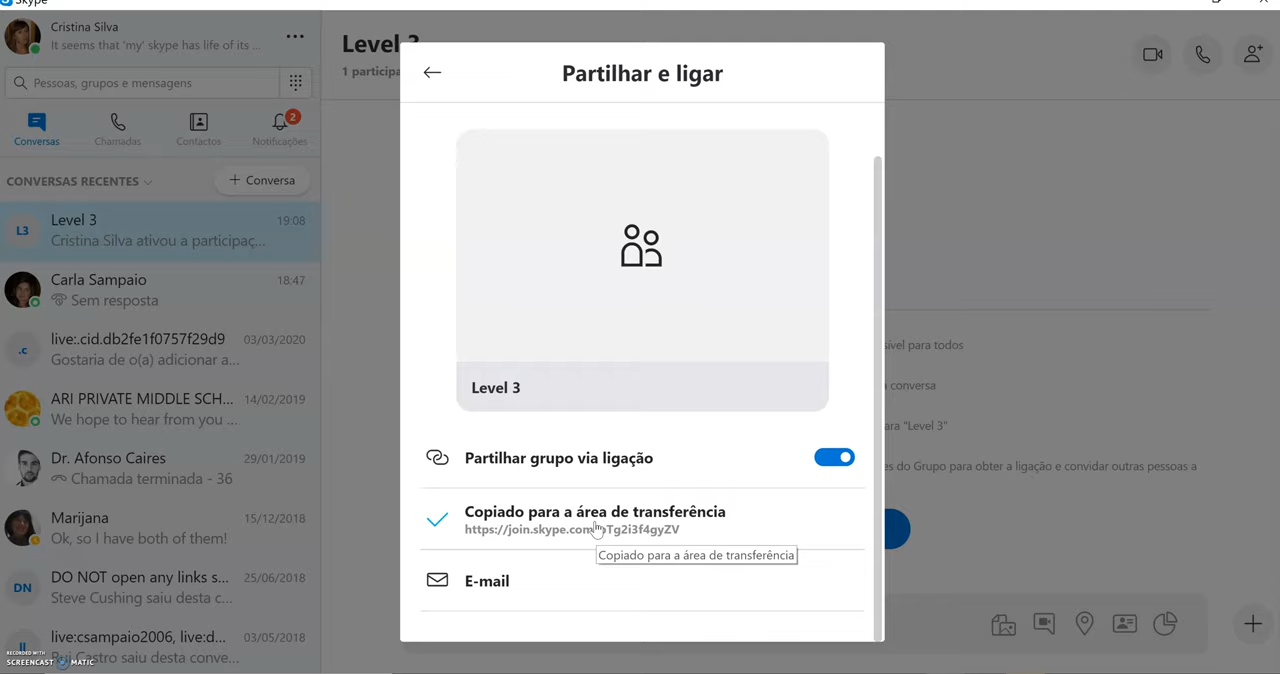 Skype
Cristina Silva
It seems that 'my' skype has life of its ...
Pessoas, grupos e mensagens
Conversas
Chamadas
Contactos
2
Notificações
CONVERSAS RECENTES
+ Conversa
L3
Level 3
19:08
Cristina Silva ativou a participaç...
Carla Sampaio
18:47
Sem resposta
.c
live:.cid.db2fe1f0757f29d9
03/03/2020
Gostaria de o(a) adicionar a...
ARI PRIVATE MIDDLE SCH...
14/02/2019
We hope to hear from you ...
Dr. Afonso Caires
29/01/2019
Chamada terminada - 36
Marijana
15/12/2018
Ok, so I have both of them!
DN
DO NOT open any links s...
25/06/2018
Steve Cushing saiu desta c...
live:csampaio2006, live:d...
03/05/2018
Rui Castro saiu desta conve...
RECORDED WITH
SCREENCAST MATIC
Level 3
1 participa
Partilhar e ligar
Level 3
Partilhar grupo via ligação
Copiado para a área de transferência
https://join.skype.com
Tg2i3f4gyZV
Copiado para a área de transferência
E-mail
sível para todos
a conversa
ara "Level 3"
es do Grupo para obter a ligação e convidar outras pessoas a